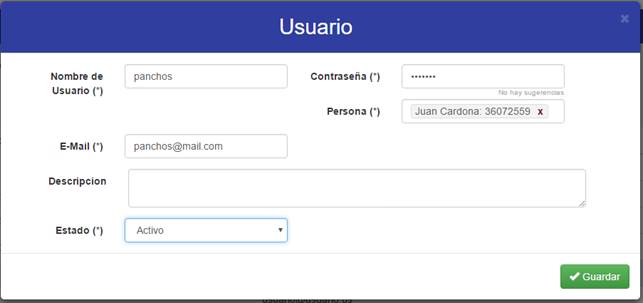 Usuario
×
Nombre de
Usuario (*)
panchos
Contraseña (*)
•••••••
No hay sugerencias
Persona (*)
Juan Cardona: 36072559 x
E-Mail (*)
panchos@mail.com
Descripcion
Estado (*)
Activo
Guardar